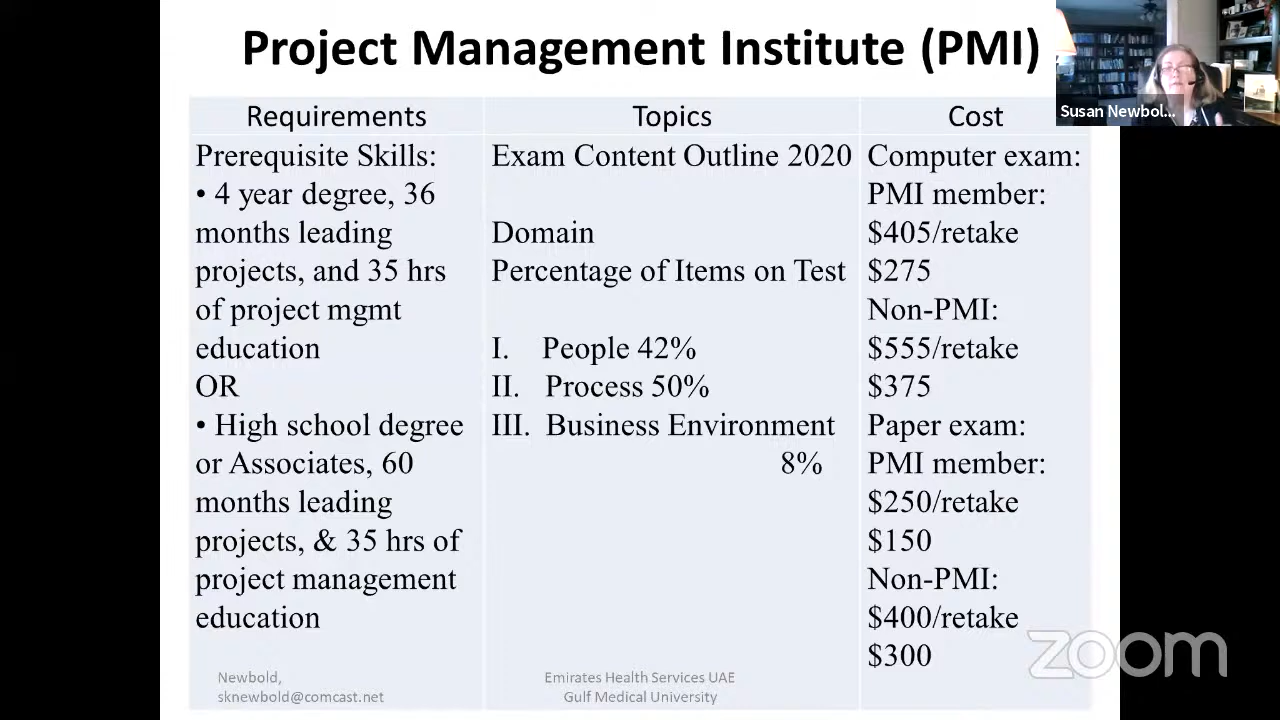 Project Management Institute (PMI)
Susan Newbol...
Requirements
Prerequisite Skills:
• 4 year degree, 36
months leading
projects, and 35 hrs
of project mgmt
education
OR
• High school degree
or Associates, 60
months leading
projects, & 35 hrs of
project management
education
Topics
Exam Content Outline 2020
Domain
Percentage of Items on Test
I. People 42%
II. Process 50%
III. Business Environment
8%
Cost
Computer exam:
PMI member:
$405/retake
$275
Non-PMI:
$555/retake
$375
Paper exam:
PMI member:
$250/retake
$150
Non-PMI:
$400/retake
$300
Newbold,
sknewbold@comcast.net
Emirates Health Services UAE
Gulf Medical University
zoom